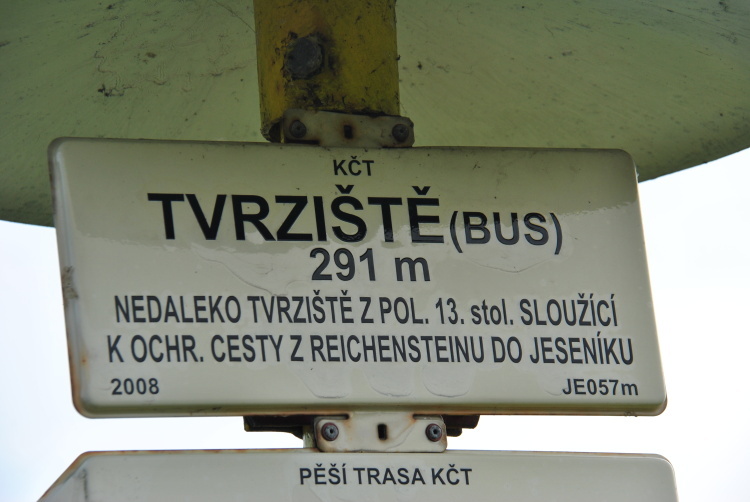 KČT
TVRZIŠTĚ (BUS)
291 m
NEDALEKO TVRZIŠTĚ Z POL. 13. stol. SLOUŽÍCÍ
K OCHR. CESTY Z REICHENSTEINU DO JESENÍKU
2008 JE057m
PĚŠÍ TRASA KČT